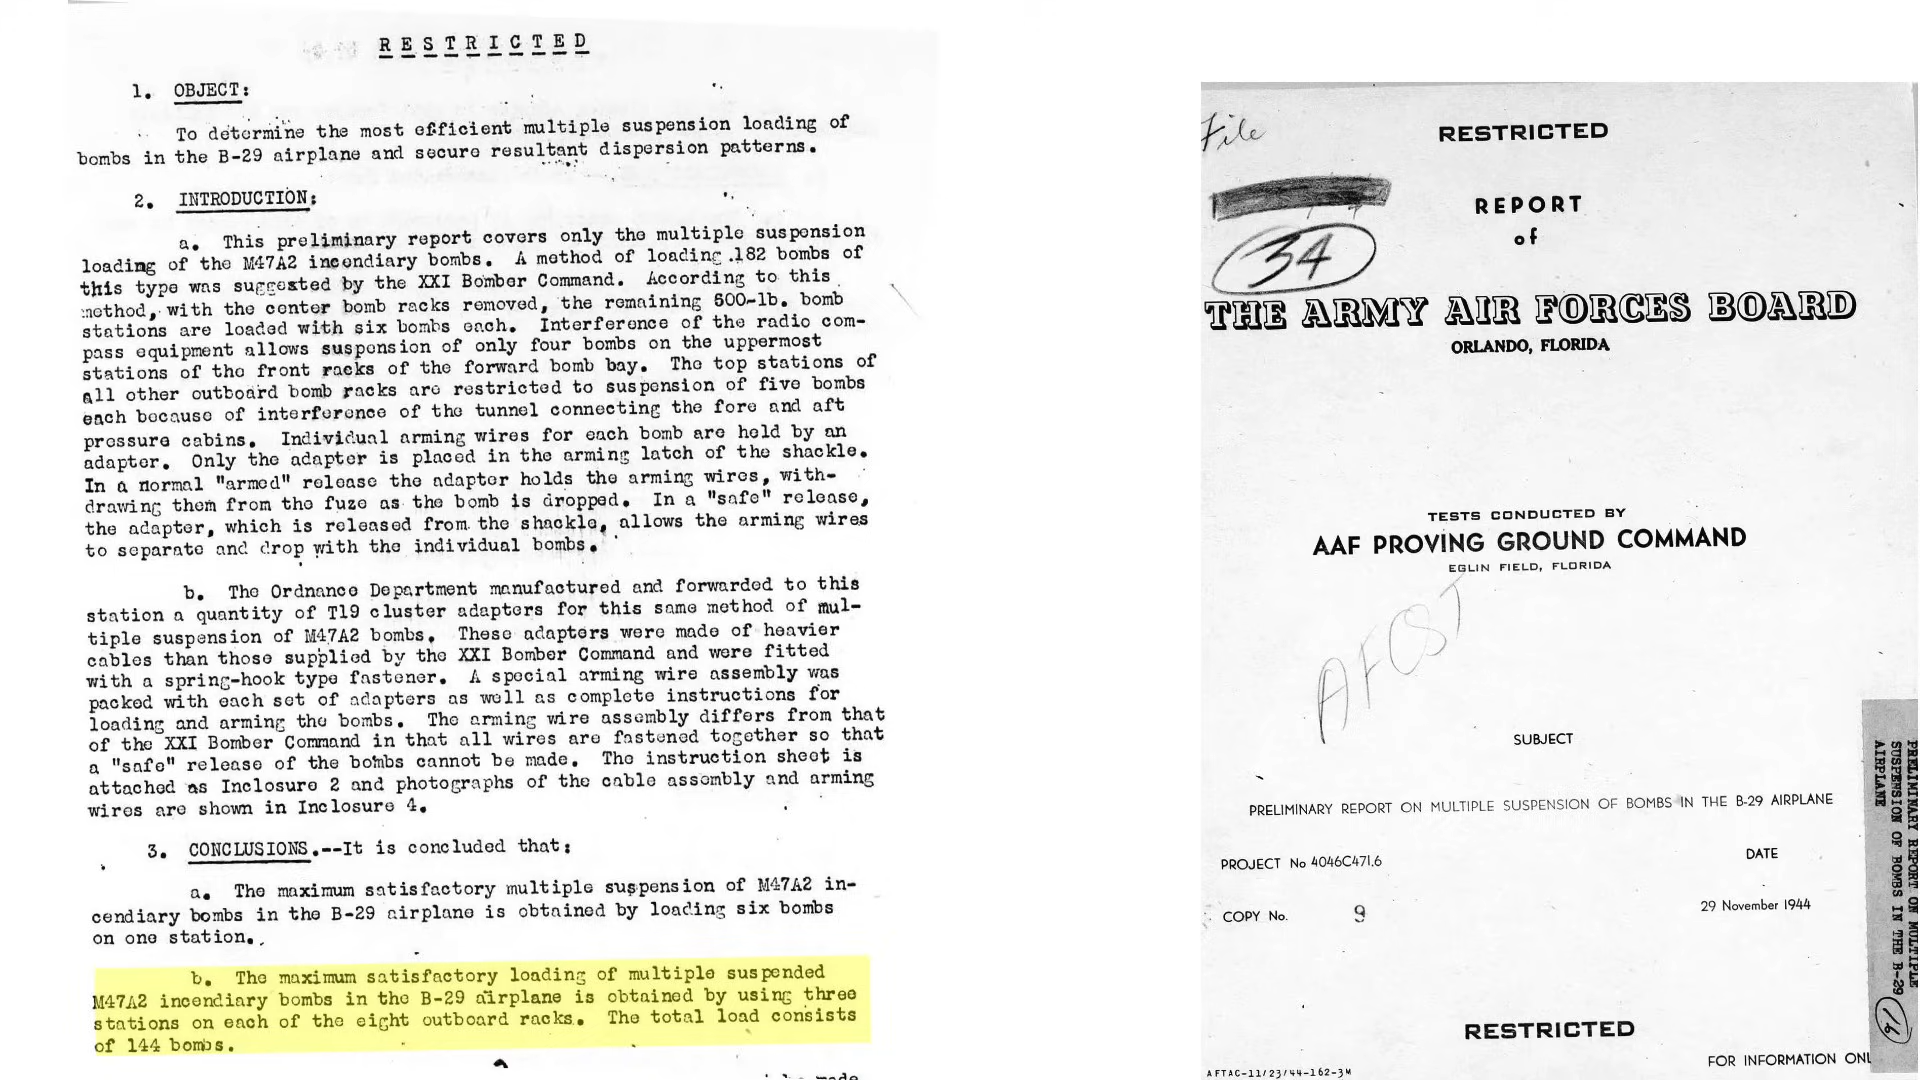 RESTRICTED
1. OBJECT:
To determine the most efficient multiple suspension loading of
bombs in the B-29 airplane and secure resultant dispersion patterns.
2. INTRODUCTION:
a. This preliminary report covers only the multiple suspension
loading of the M47A2 incendiary bombs. A method of loading 182 bombs of
this type was suggested by the XXI Bomber Command. According to this
method, with the center bomb racks removed, the remaining 500-lb. bomb
stations are loaded with six bombs each. Interference of the radio com-
pass equipment allows suspension of only four bombs on the uppermost
stations of the front racks of the forward bomb bay. The top stations of
all other outboard bomb racks are restricted to suspension of five bombs
each because of interference of the tunnel connecting the fore and aft
pressure cabins. Individual arming wires for each bomb are held by an
adapter. Only the adapter is placed in the arming latch of the shackle.
In a normal "armed" release the adapter holds the arming wires, with-
drawing them from the fuze as the bomb is dropped. In a "safe" release,
the adapter, which is released from the shackle, allows the arming wires
to separate and drop with the individual bombs.
b. The Ordnance Department manufactured and forwarded to this
station a quantity of T19 cluster adapters for this same method of mul-
tiple suspension of M47A2 bombs. These adapters were made of heavier
cables than those supplied by the XXI Bomber Command and were fitted
with a spring-hook type fastener. A special arming wire assembly was
packed with each set of adapters as well as complete instructions for
loading and arming the bombs. The arming wire assembly differs from that
of the XXI Bomber Command in that all wires are fastened together so that
a "safe" release of the bombs cannot be made. The instruction sheet is
attached as Inclosure 2 and photographs of the cable assembly and arming
wires are shown in Inclosure 4.
3. CONCLUSIONS.--It is concluded that:
a. The maximum satisfactory multiple suspension of M47A2 in-
cendiary bombs in the B-29 airplane is obtained by loading six bombs
on one station.
b. The maximum satisfactory loading of multiple suspended
M47A2 incendiary bombs in the B-29 airplane is obtained by using three
stations on each of the eight outboard racks. The total load consists
of 144 bombs.
made
File
RESTRICTED
34
REPORT
of
THE ARMY AIR FORCES BOARD
ORLANDO, FLORIDA
TESTS CONDUCTED BY
AAF PROVING GROUND COMMAND
EGLIN FIELD, FLORIDA
AFCST
SUBJECT
PRELIMINARY REPORT ON MULTIPLE SUSPENSION OF BOMBS IN THE B-29 AIRPLANE
PROJECT No 4046C471.6
DATE
COPY No. 9
29 November 1944
RESTRICTED
FOR INFORMATION ONL
AFTAC-11/23/44-162-3M
PRELIMINARY REPORT ON MULTIPLE
SUSPENSION OF BOMBS IN THE B-29
AIRPLANE